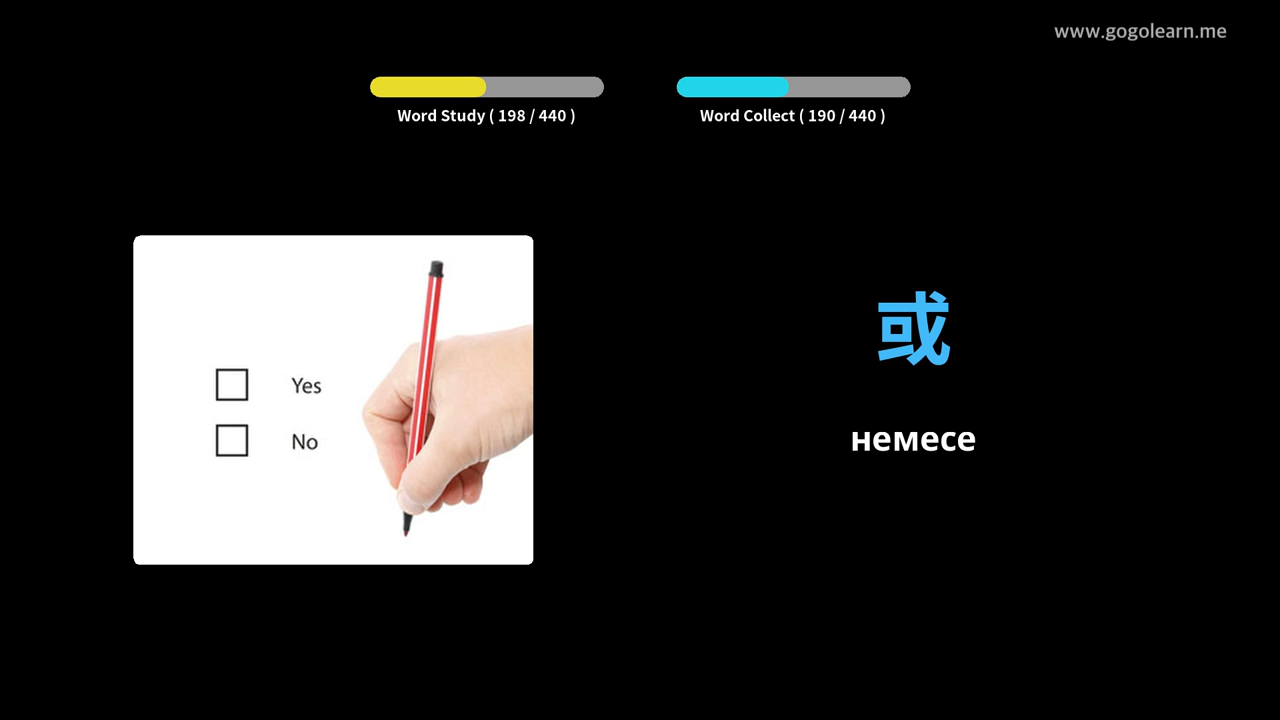 www.gogolearn.me
Word Study ( 198 / 440 )
Word Collect ( 190 / 440 )
Yes
No
或
немесе